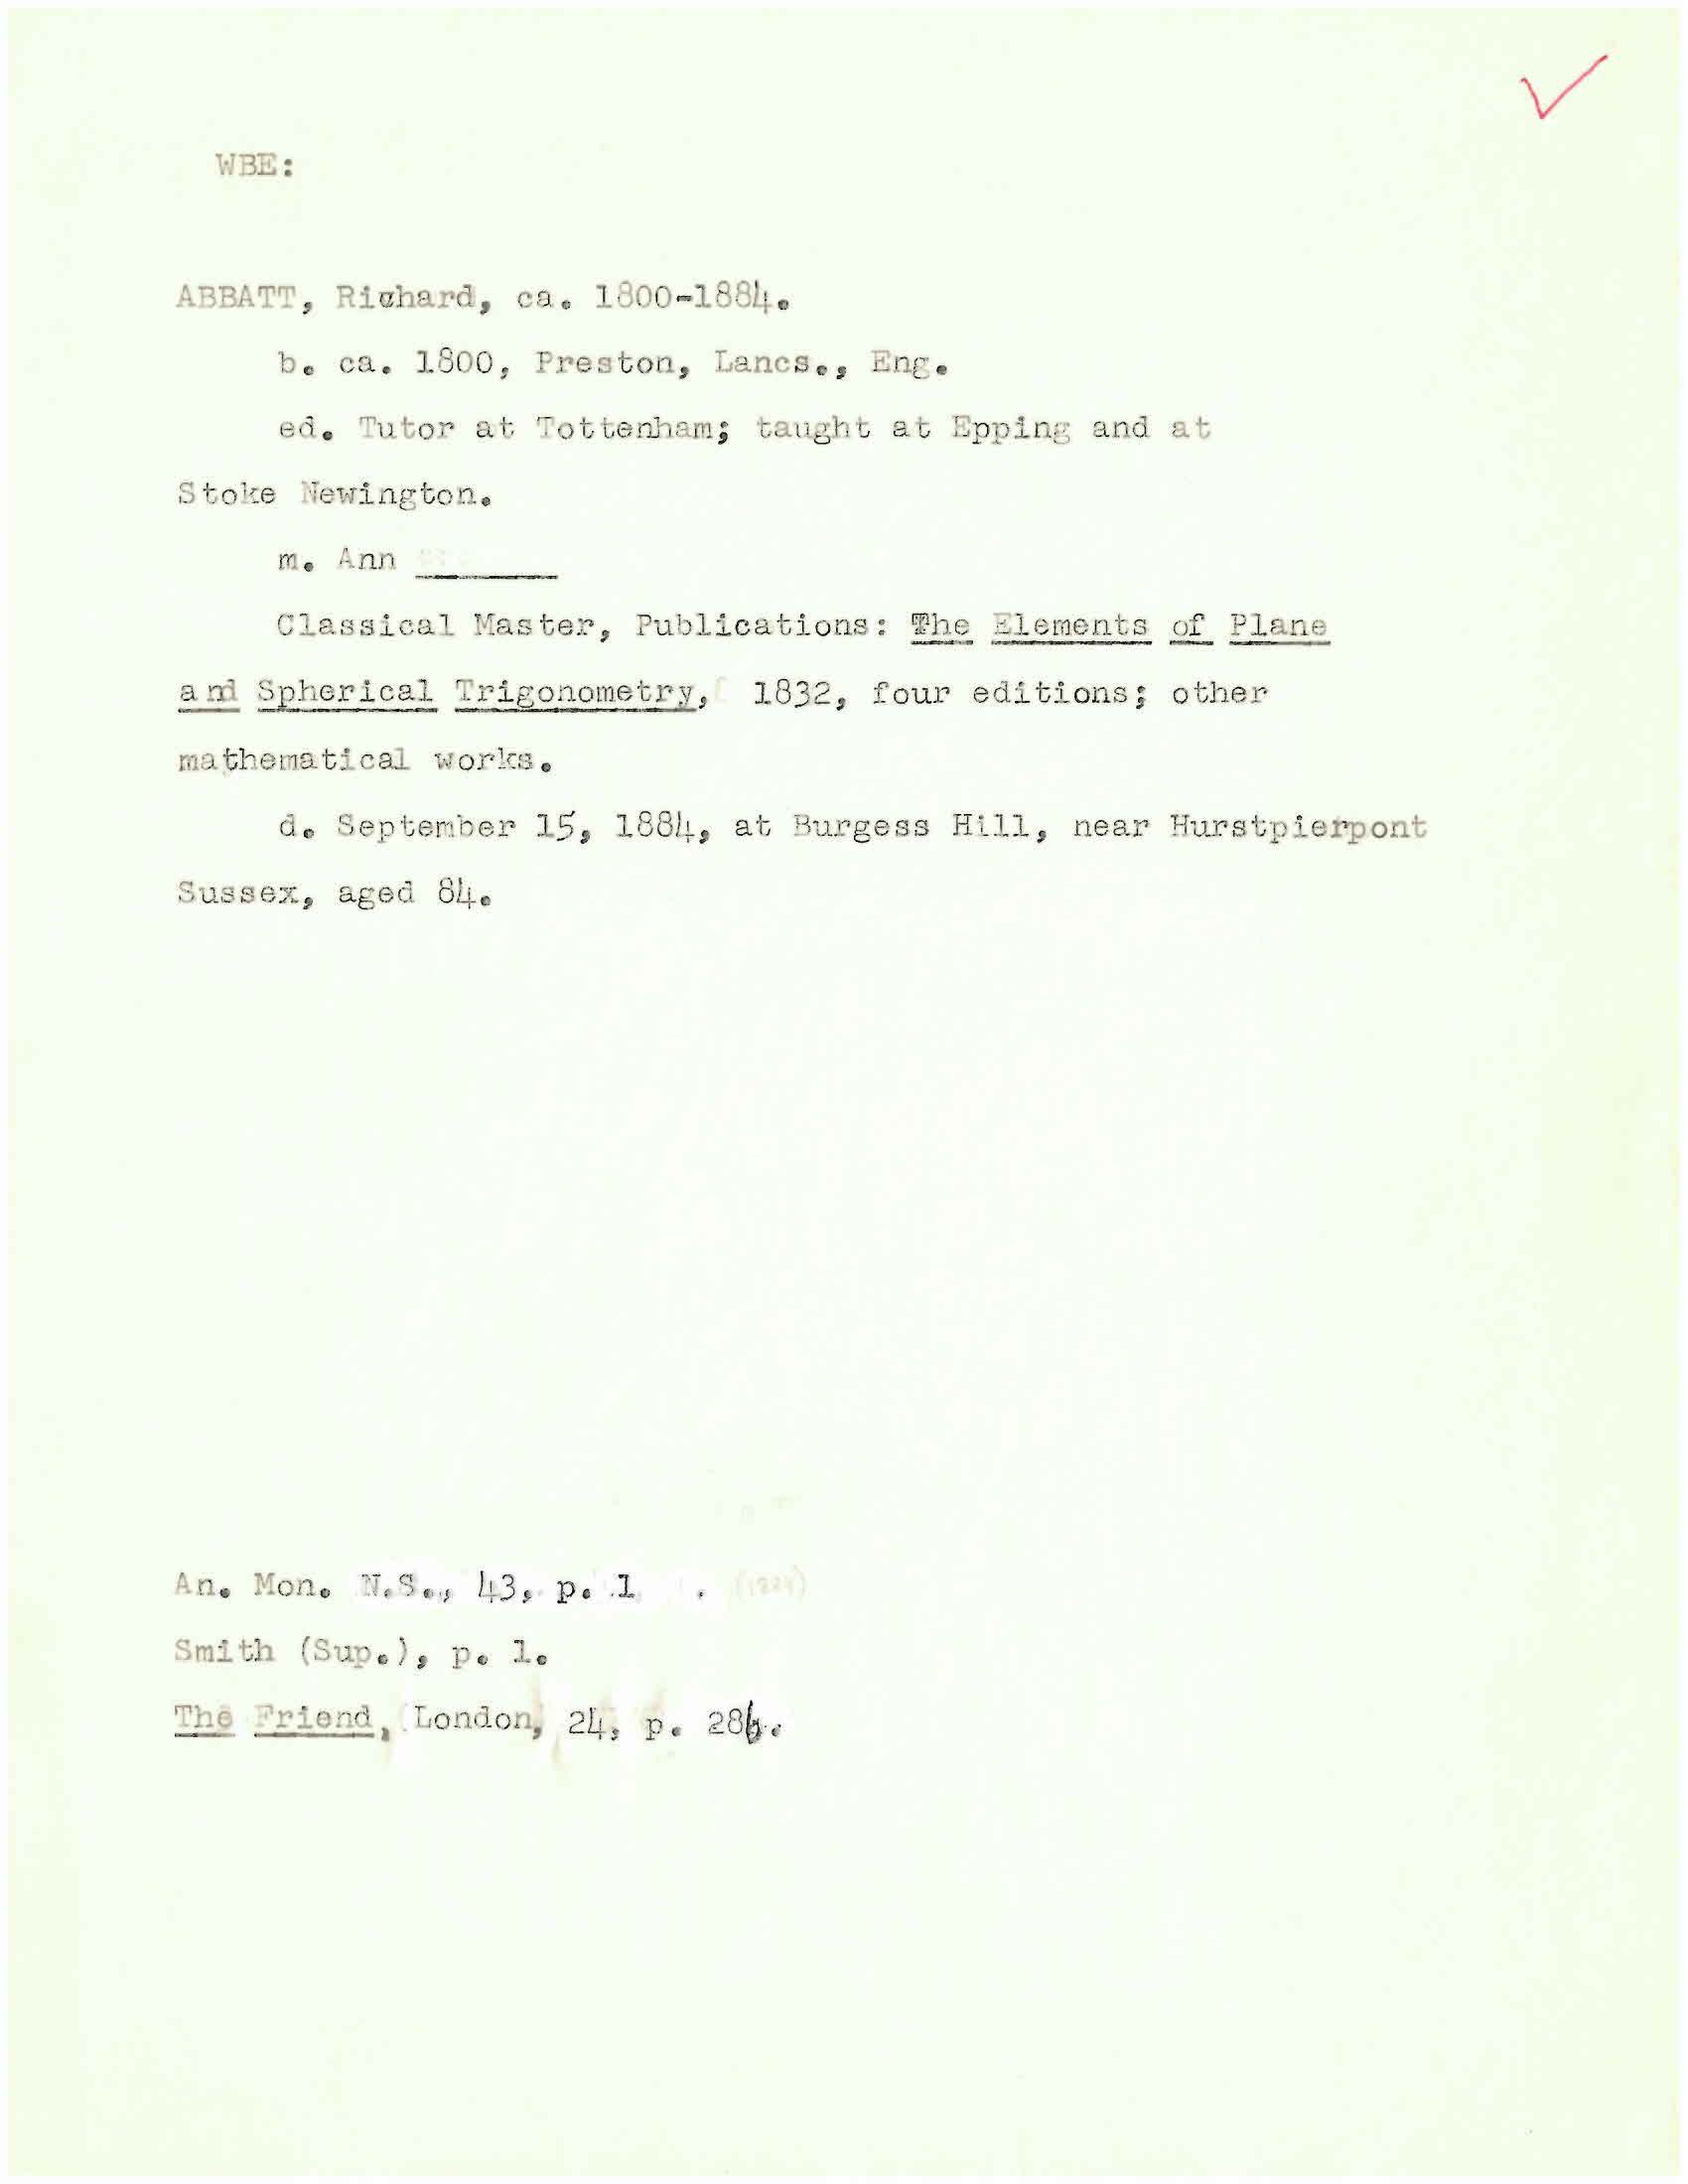 WBE:
ABBATT, Richard, ca. 1800-1884.
b. ca. 1800, Preston, Lancs., Eng.
ed. Tutor at Tottenham; taught at Epping and at
Stoke Newington.
m. Ann ______
Classical Master, Publications: The Elements of Plane
and Spherical Trigonometry, 1832, four editions; other
mathematical works.
d. September 15, 1884, at Burgess Hill, near Hurstpierpont
Sussex, aged 84.
An. Mon. N.S., 43, p. 1 .
Smith (Sup.), p. 1.
The Friend, London, 24, p. 286.